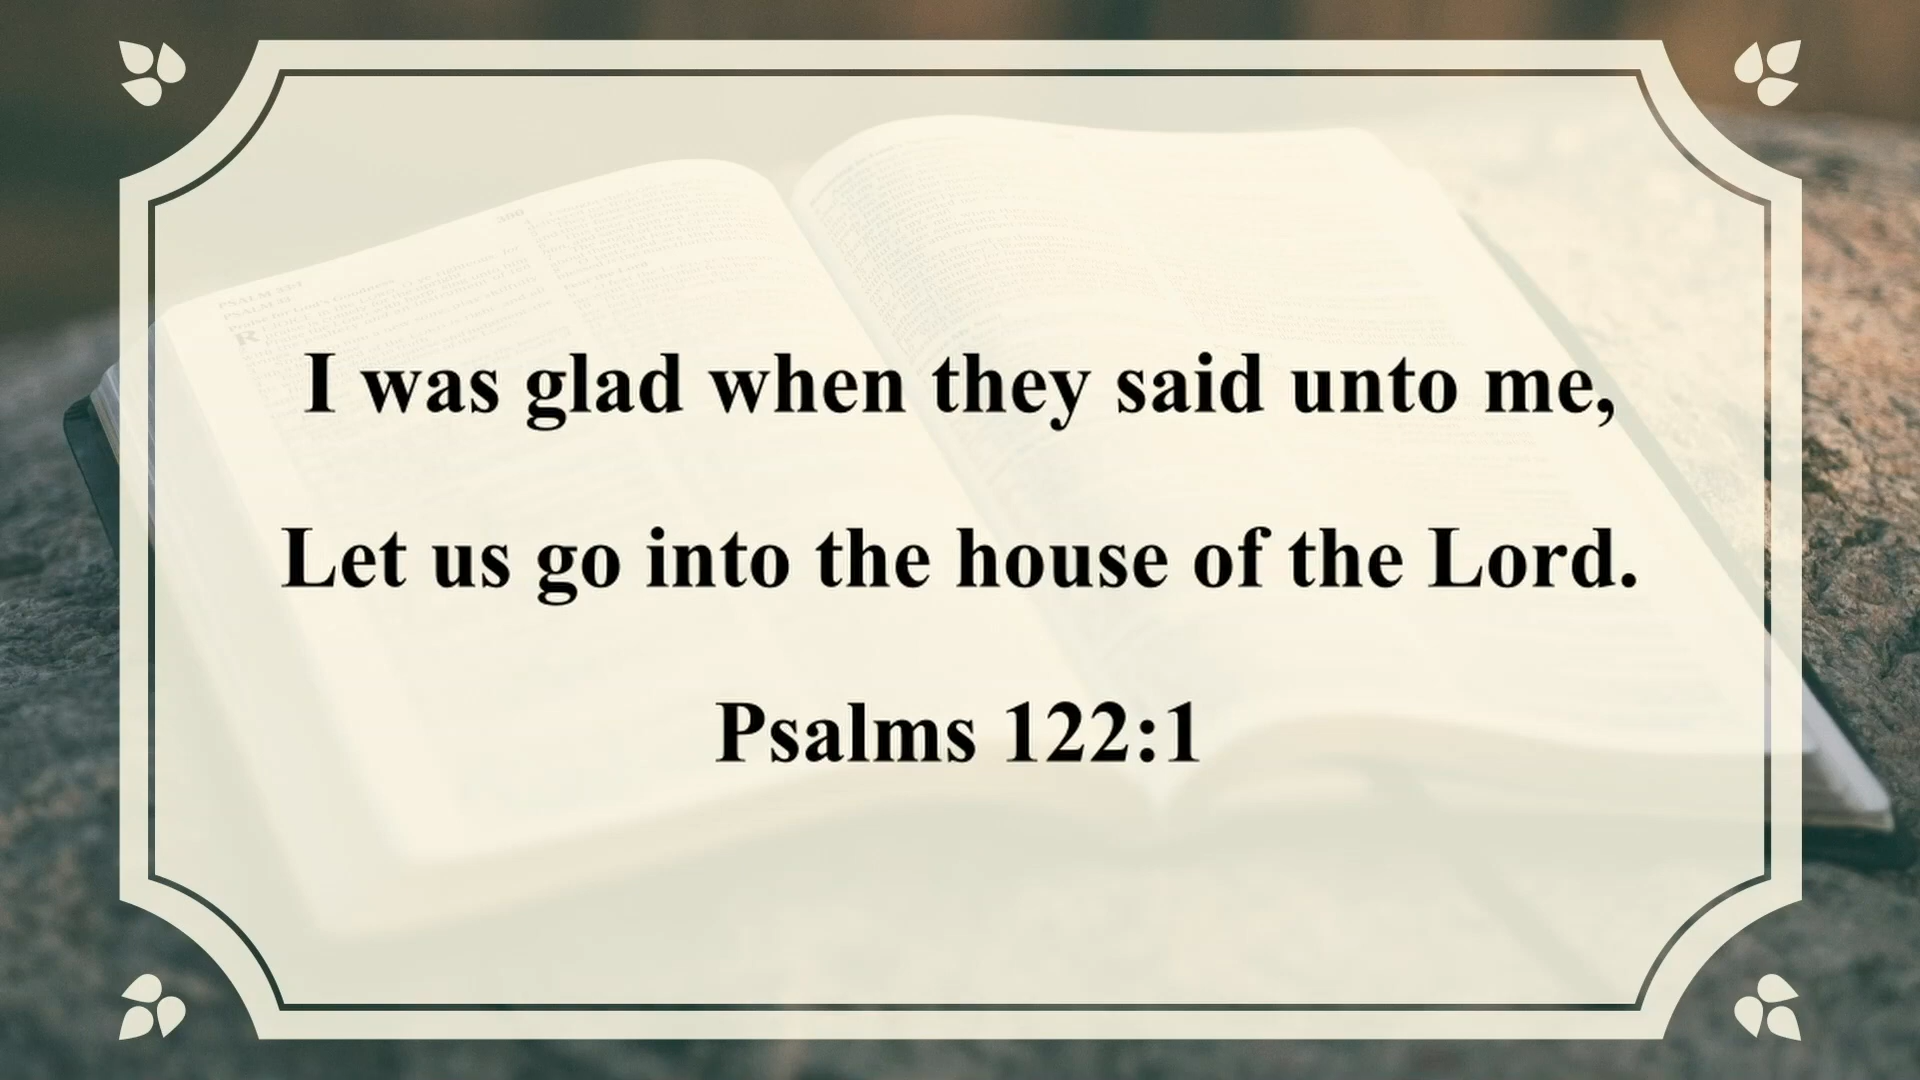 I was glad when they said unto me,
Let us go into the house of the Lord.
Psalms 122:1